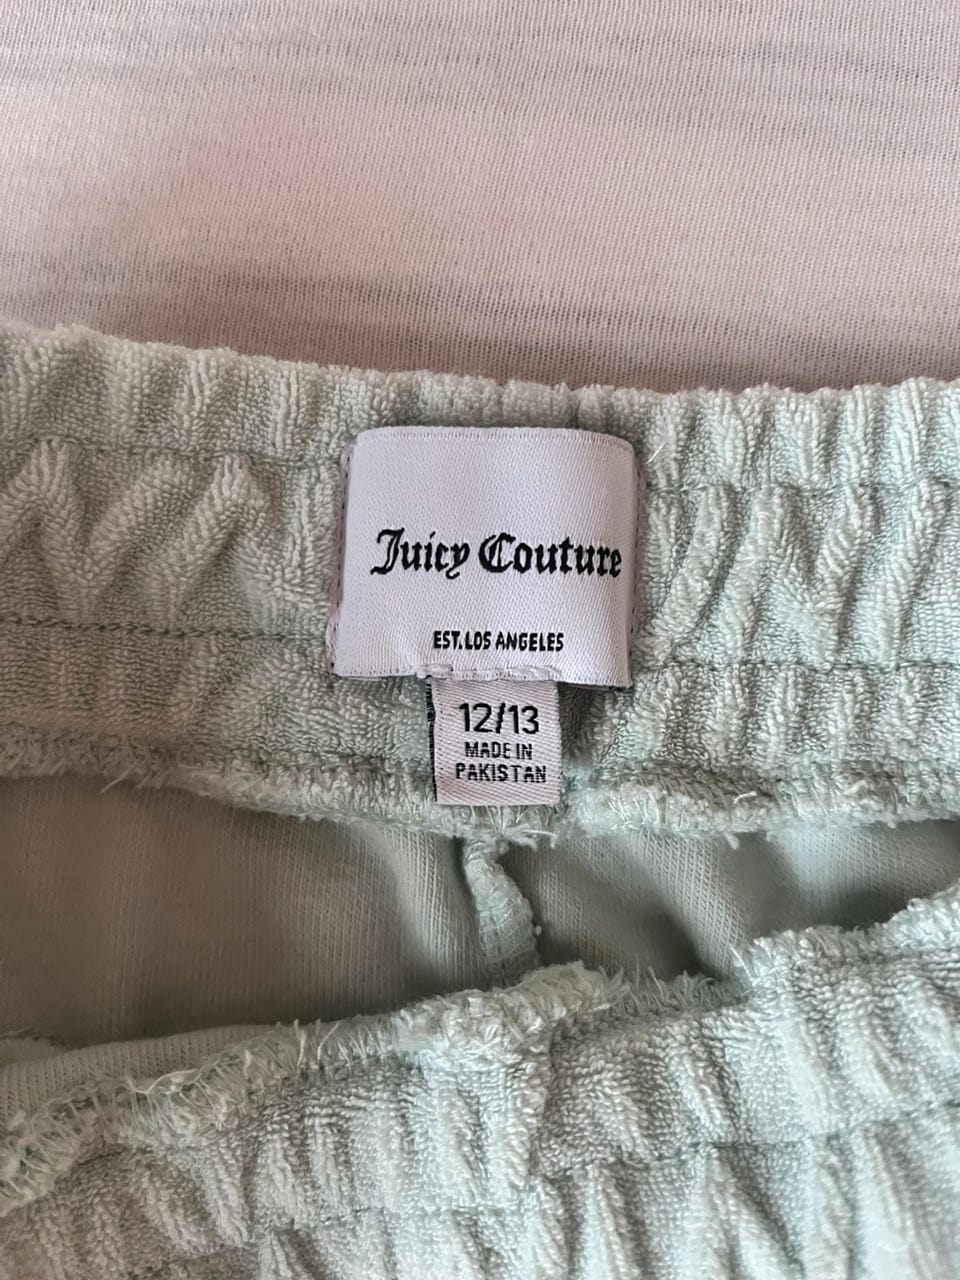 Juicy Couture
EST. LOS ANGELES
12/13
MADE IN
PAKISTAN